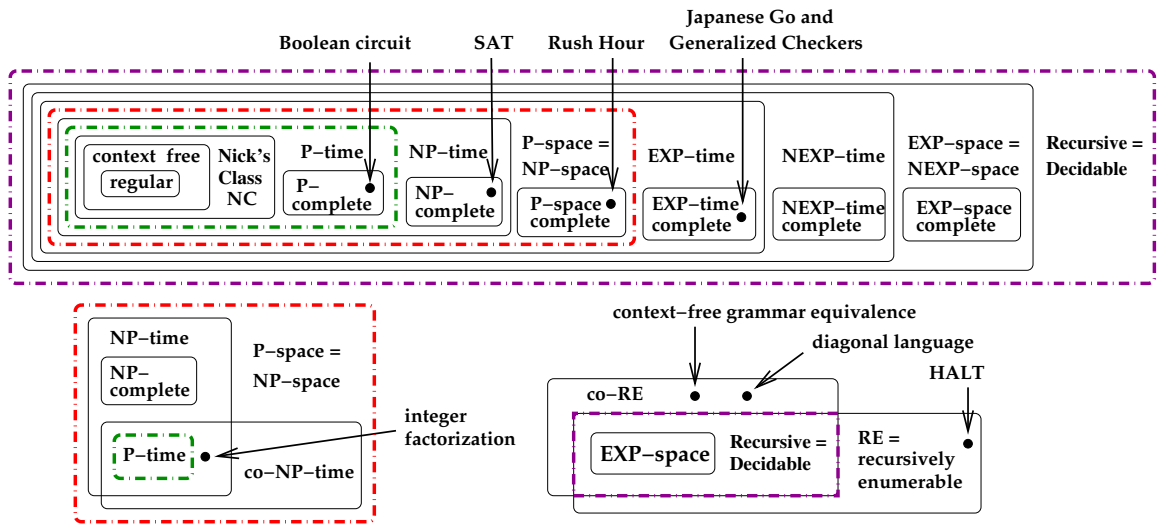 Japanese Go and
Boolean circuit SAT Rush Hour Generalized Checkers
context free
regular
Nick's
Class
NC
P−time
P−
complete
NP−time
NP−
complete
P−space =
NP−space
P−space
complete
EXP−time
EXP−time
complete
NEXP−time
NEXP−time
complete
EXP−space =
NEXP−space
EXP−space
complete
Recursive =
Decidable
NP−time
NP−
complete
P−space =
NP−space
P−time
co−NP−time
integer
factorization
context−free grammar equivalence
diagonal language
HALT
co−RE
EXP−space
Recursive =
Decidable
RE =
recursively
enumerable